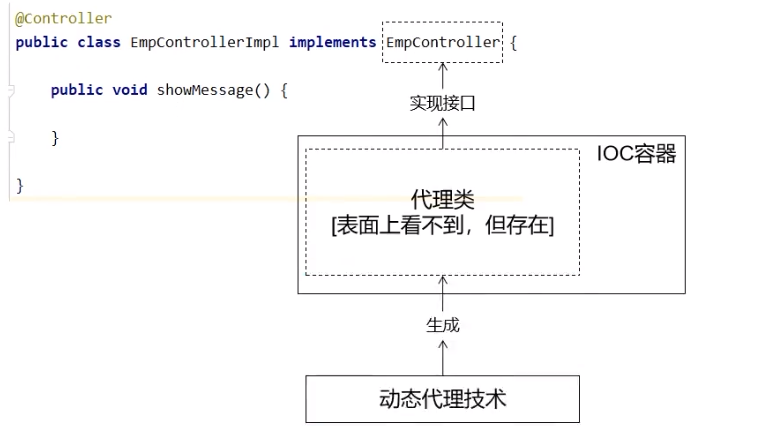 @Controller
public class EmpControllerImpl implements EmpController {
public void showMessage() {
}
}
实现接口
IOC容器
代理类
[表面上看不到，但存在]
生成
动态代理技术